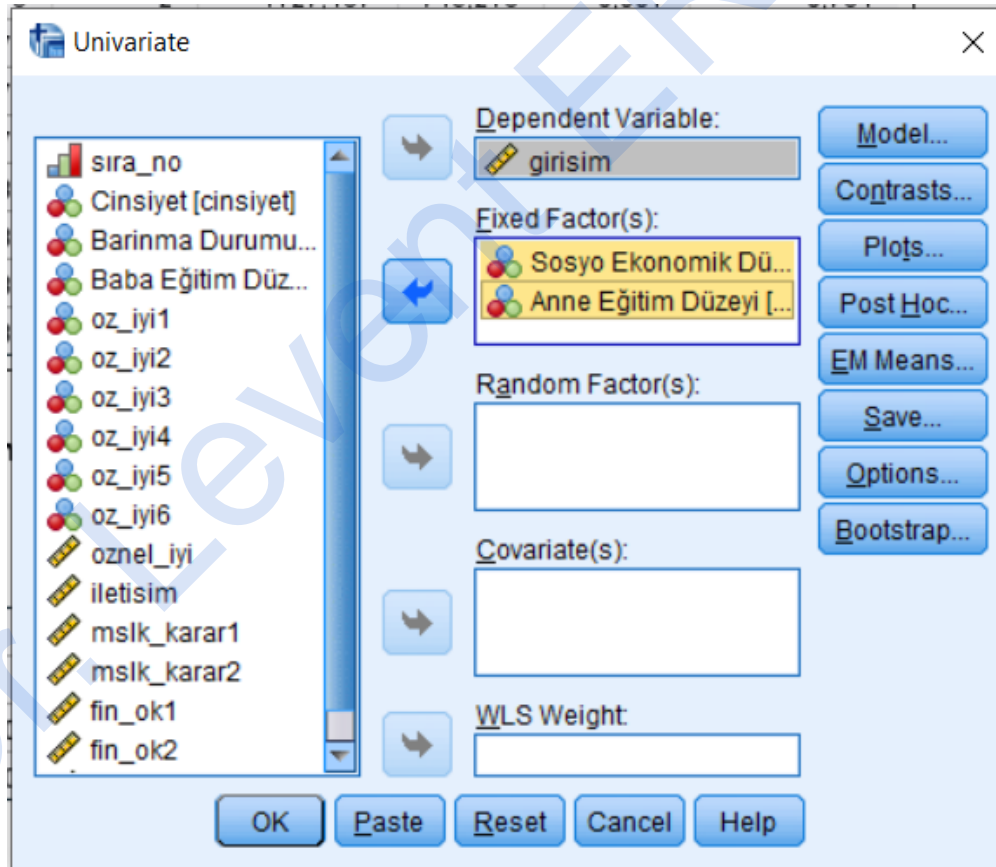 Univariate
sıra_no
Cinsiyet [cinsiyet]
Barinma Durumu...
Baba Eğitim Düz...
oz_iyi1
oz_iyi2
oz_iyi3
oz_iyi4
oz_iyi5
oz_iyi6
oznel_iyi
iletisim
mslk_karar1
mslk_karar2
fin_ok1
fin_ok2
Dependent Variable:
girisim
Fixed Factor(s):
Sosyo Ekonomik Dü...
Anne Eğitim Düzeyi [...
Random Factor(s):
Covariate(s):
WLS Weight:
Model...
Contrasts...
Plots...
Post Hoc...
EM Means...
Save...
Options...
Bootstrap...
OK Paste Reset Cancel Help
Levent